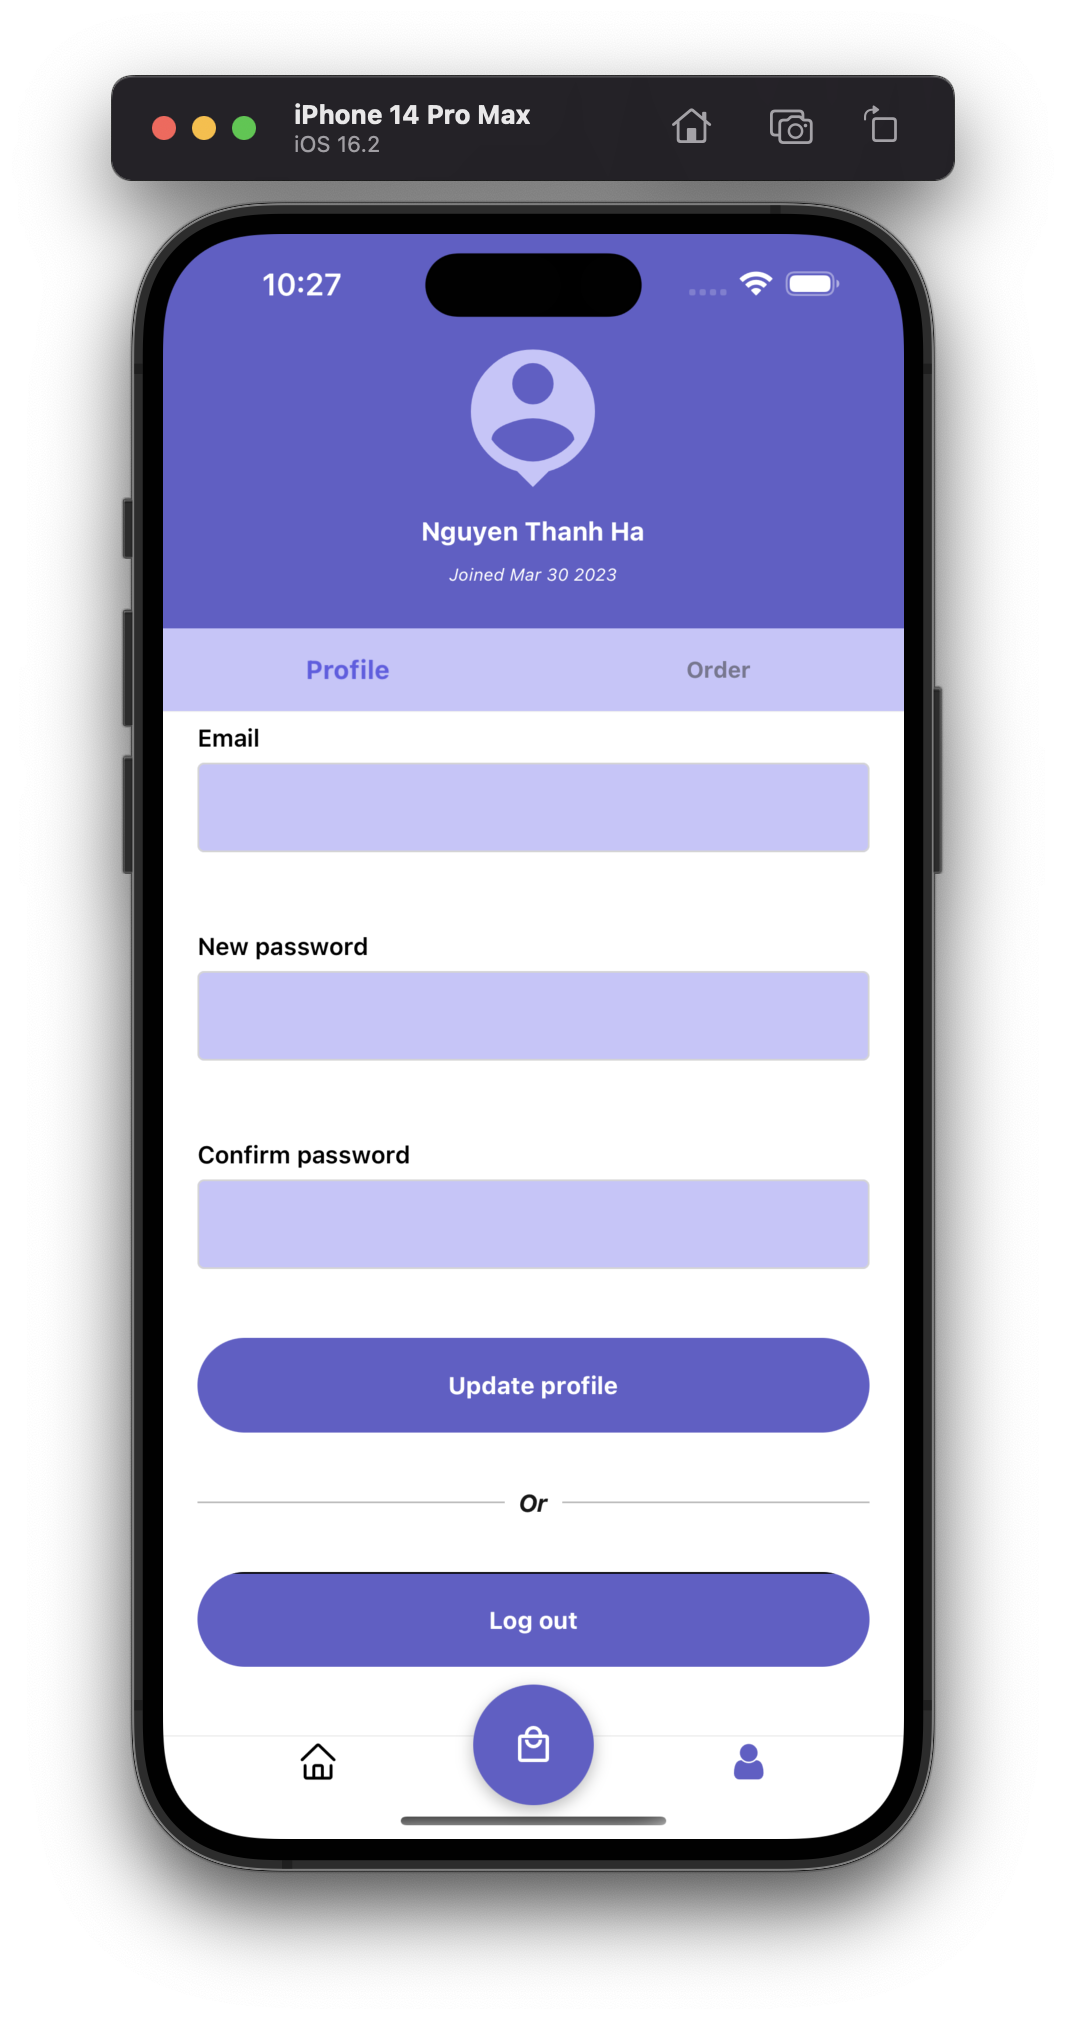 iPhone 14 Pro Max
iOS 16.2
10:27
Nguyen Thanh Ha
Joined Mar 30 2023
Profile
Order
Email
New password
Confirm password
Update profile
Or
Log out